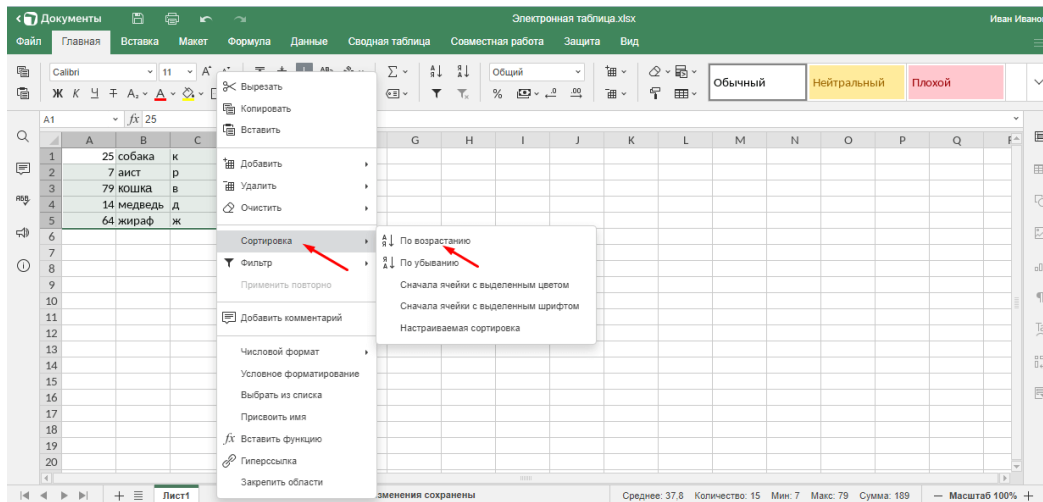 Документы
Электронная таблица.xlsx
Иван Иванов
Файл Главная Вставка Макет Формула Данные Сводная таблица Совместная работа Защита Вид
Calibri 11 Общий
Обычный Нейтральный Плохой
Ж К Ч Т А₂ А % .0 .00
A1 fx 25
A B C G H I J K L M N O P Q
1 25 собака к
2 7 аист р
3 79 кошка в
4 14 медведь д
5 64 жираф ж
6
7
8
9
10
11
12
13
14
15
16
17
18
19
20
Вырезать
Копировать
Вставить
Добавить
Удалить
Очистить
Сортировка
Фильтр
Применить повторно
Добавить комментарий
Числовой формат
Условное форматирование
Выбрать из списка
Присвоить имя
Вставить функцию
Гиперссылка
Закрепить области
По возрастанию
По убыванию
Сначала ячейки с выделенным цветом
Сначала ячейки с выделенным шрифтом
Настраиваемая сортировка
Лист1 зменения сохранены Среднее: 37,8 Количество: 15 Мин: 7 Макс: 79 Сумма: 189 Масштаб 100%